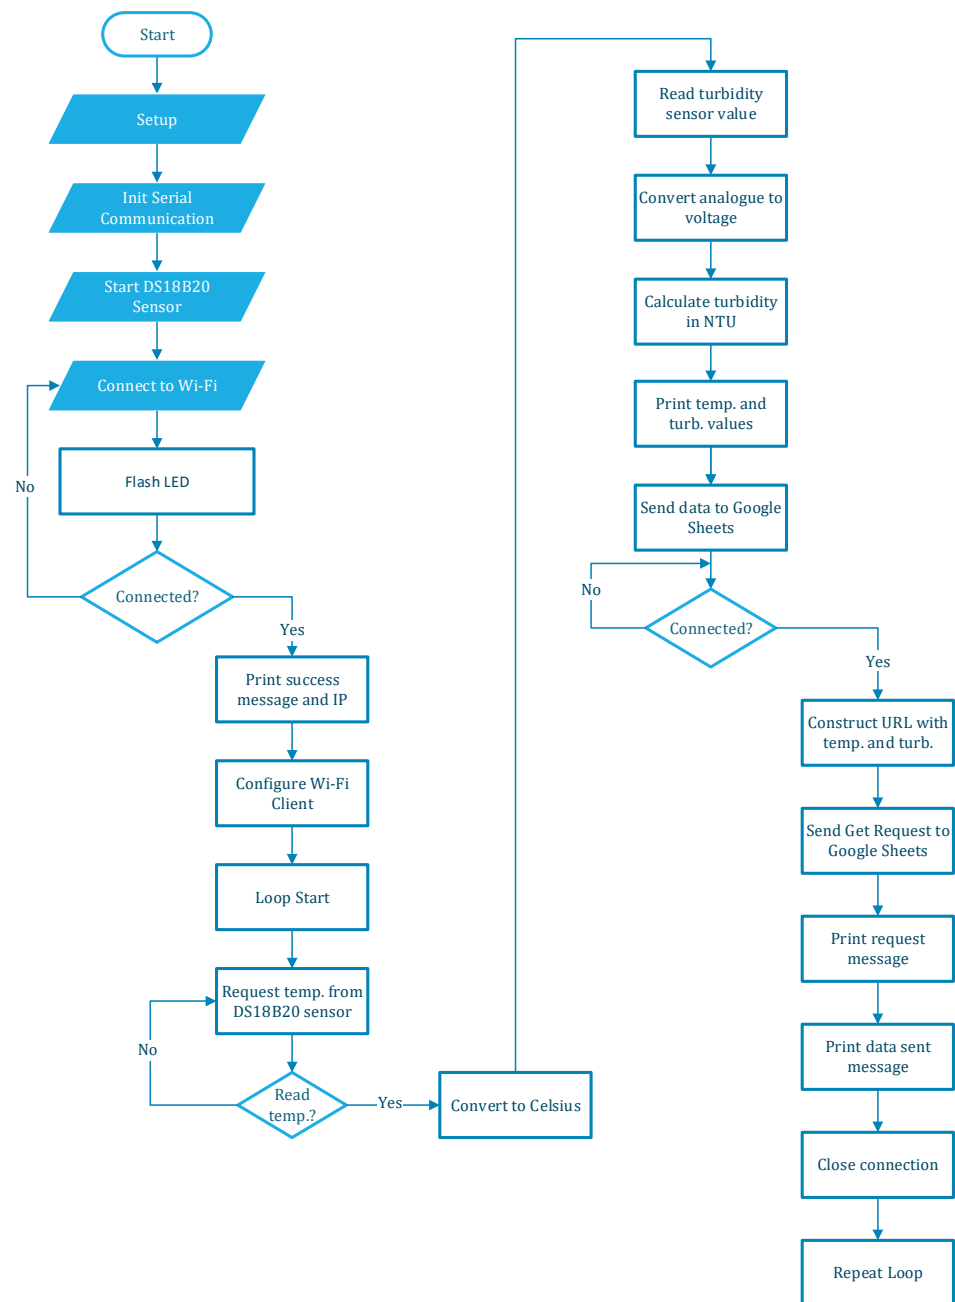 Start
Setup
Init Serial
Communication
Start DS18B20
Sensor
Connect to Wi-Fi
Flash LED
No
Connected?
Yes
Print success
message and IP
Configure Wi-Fi
Client
Loop Start
Request temp. from
DS18B20 sensor
No
Read
temp.?
Yes
Convert to Celsius
Read turbidity
sensor value
Convert analogue to
voltage
Calculate turbidity
in NTU
Print temp. and
turb. values
Send data to Google
Sheets
No
Connected?
Yes
Construct URL with
temp. and turb.
Send Get Request to
Google Sheets
Print request
message
Print data sent
message
Close connection
Repeat Loop